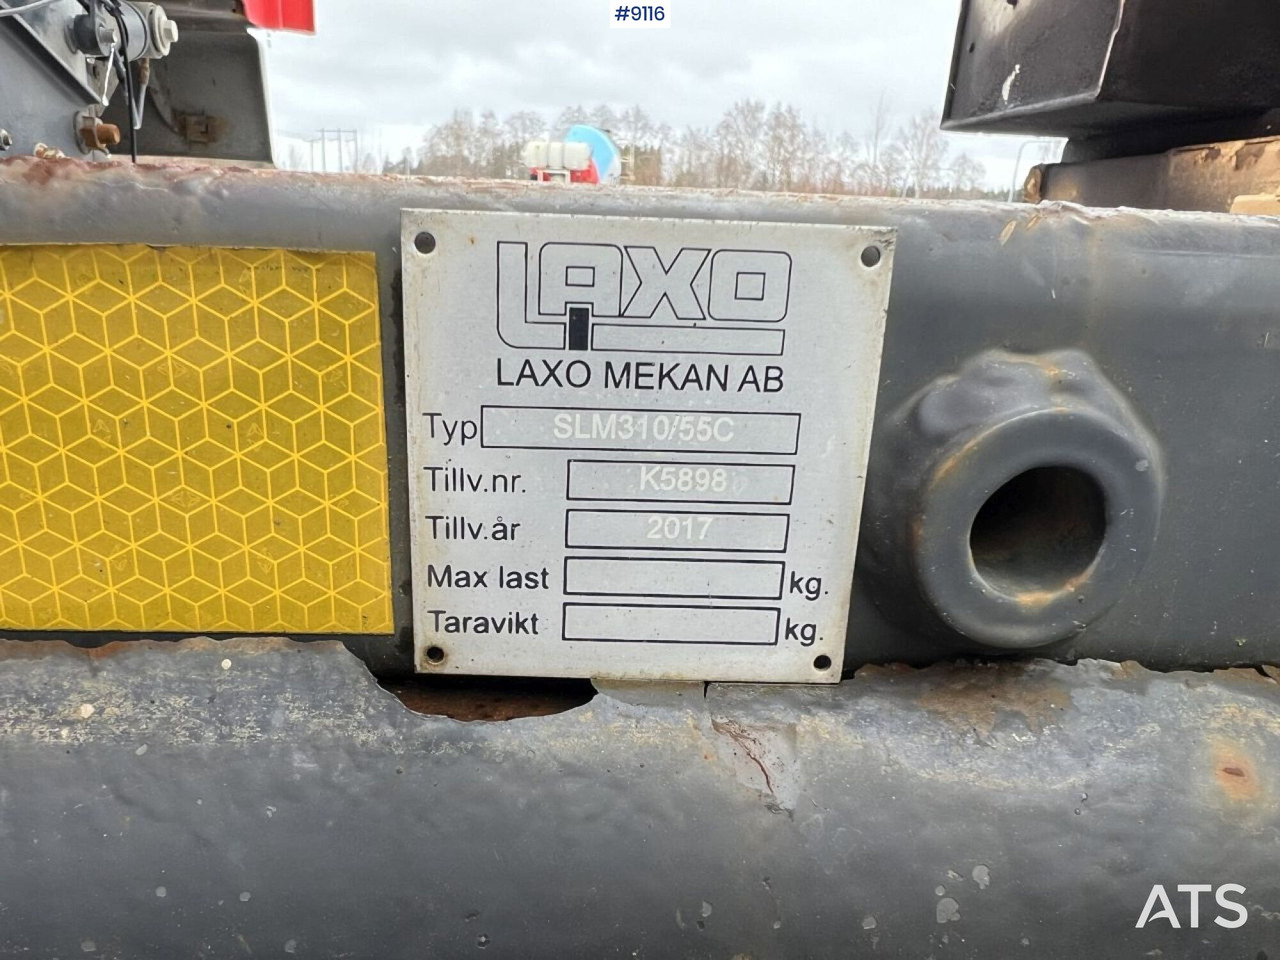 #9116
LAXO
LAXO MEKAN AB
Typ SLM310/55C
Tillv.nr. K5898
Tillv.år 2017
Max last kg.
Taravikt kg.
ATS